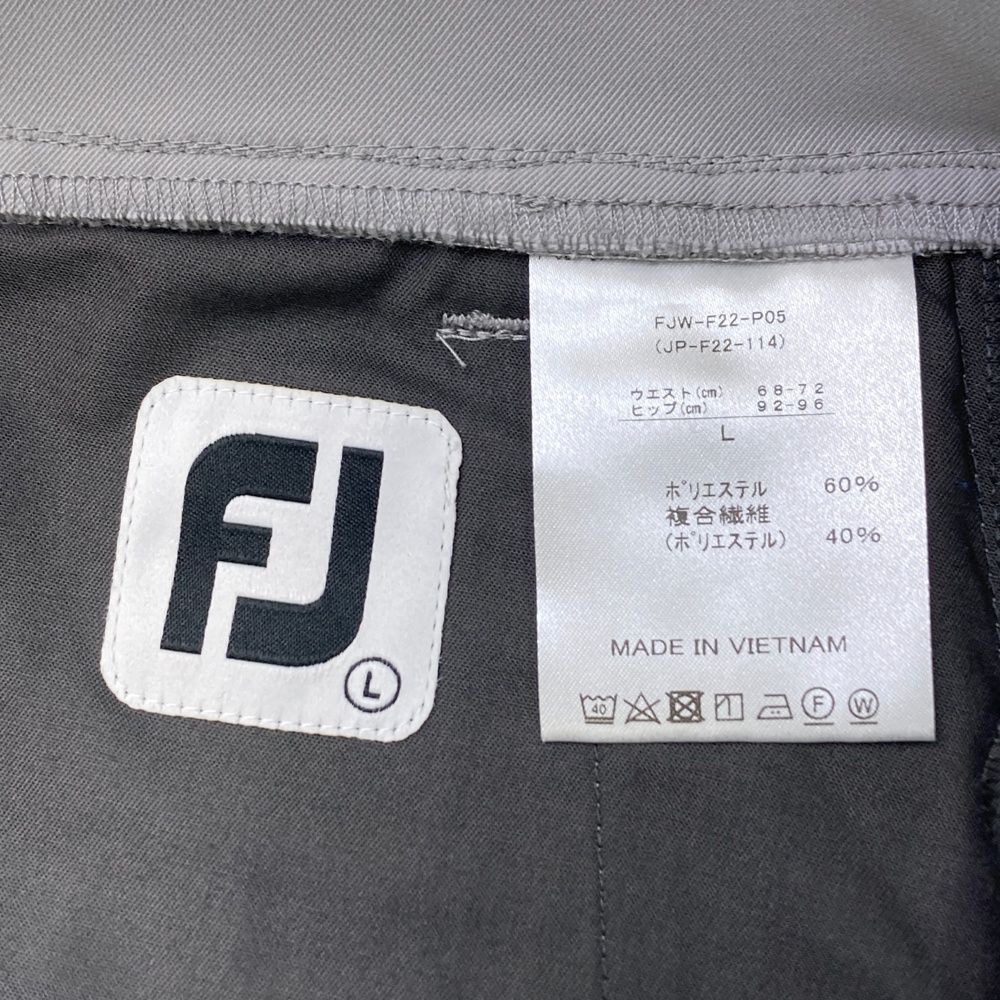 FJ
L
FJW-F22-P05
(JP-F22-114)
ウエスト(cm) 68-72
ヒップ(cm) 92-96
L
ポリエステル 60%
複合繊維
(ポリエステル) 40%
MADE IN VIETNAM
40 F W